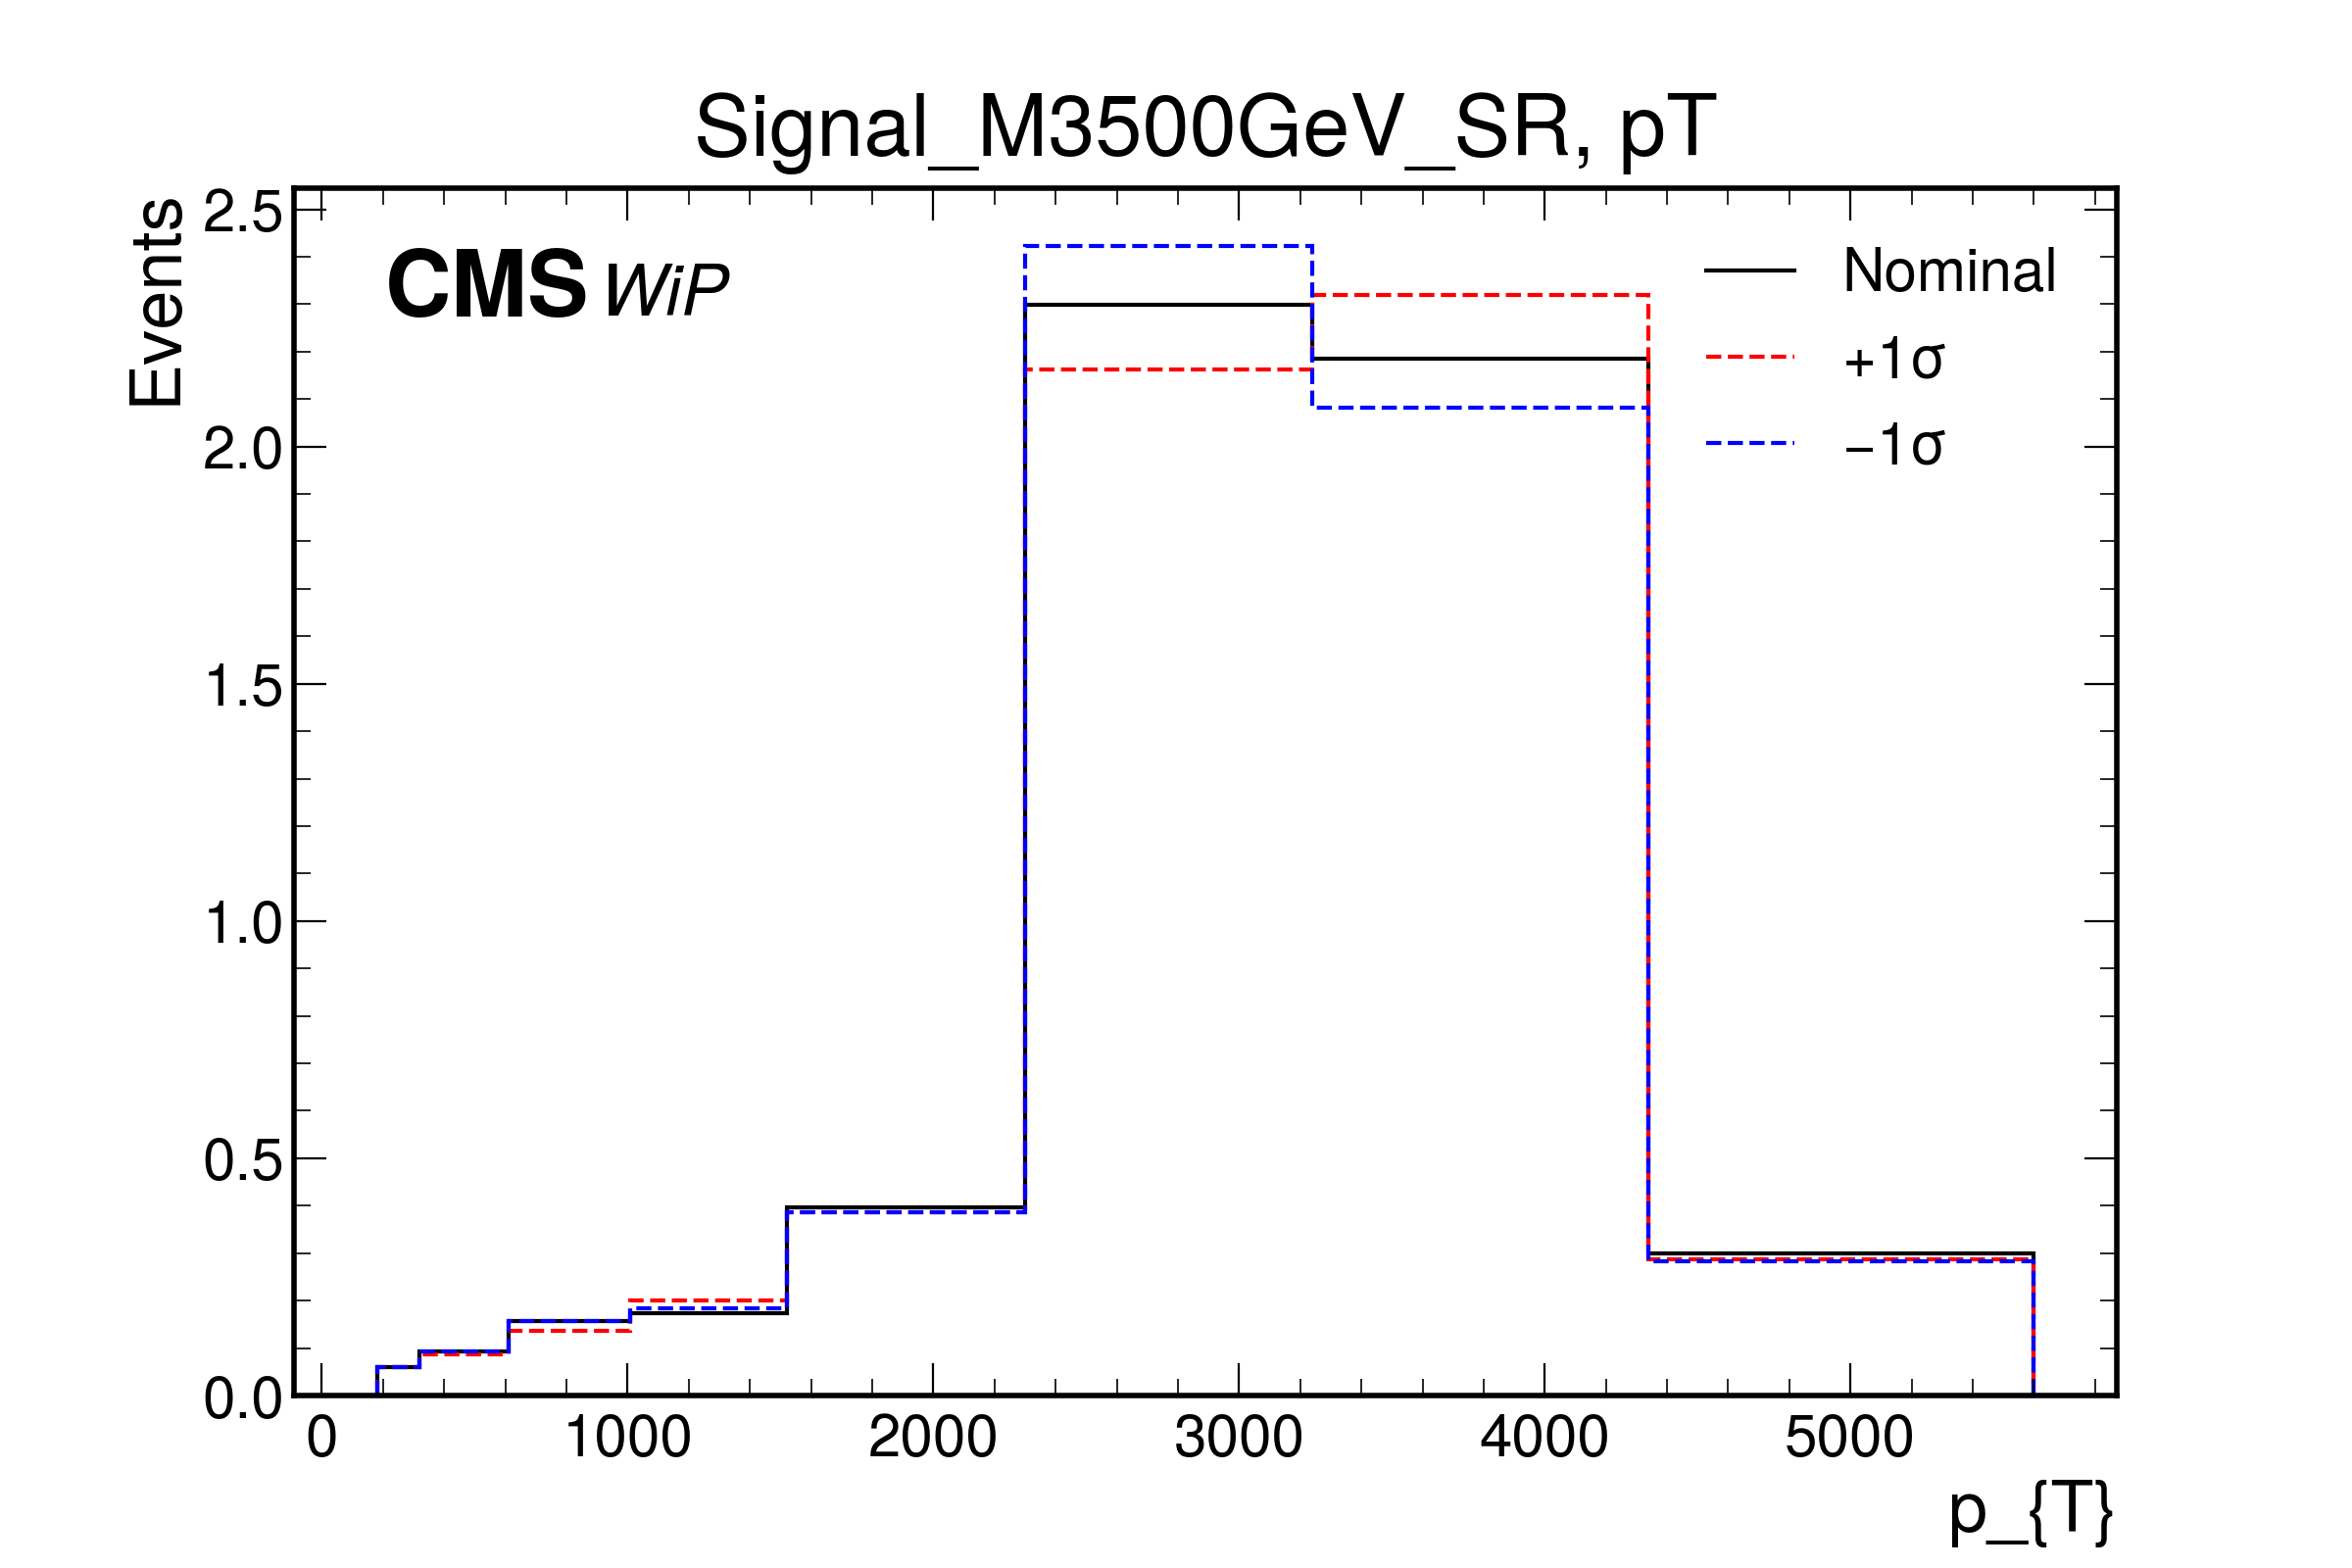 Signal_M3500GeV_SR, pT
Events
CMS WiP
Nominal
+1σ
−1σ
2.5
2.0
1.5
1.0
0.5
0.0
0 1000 2000 3000 4000 5000
p_{T}